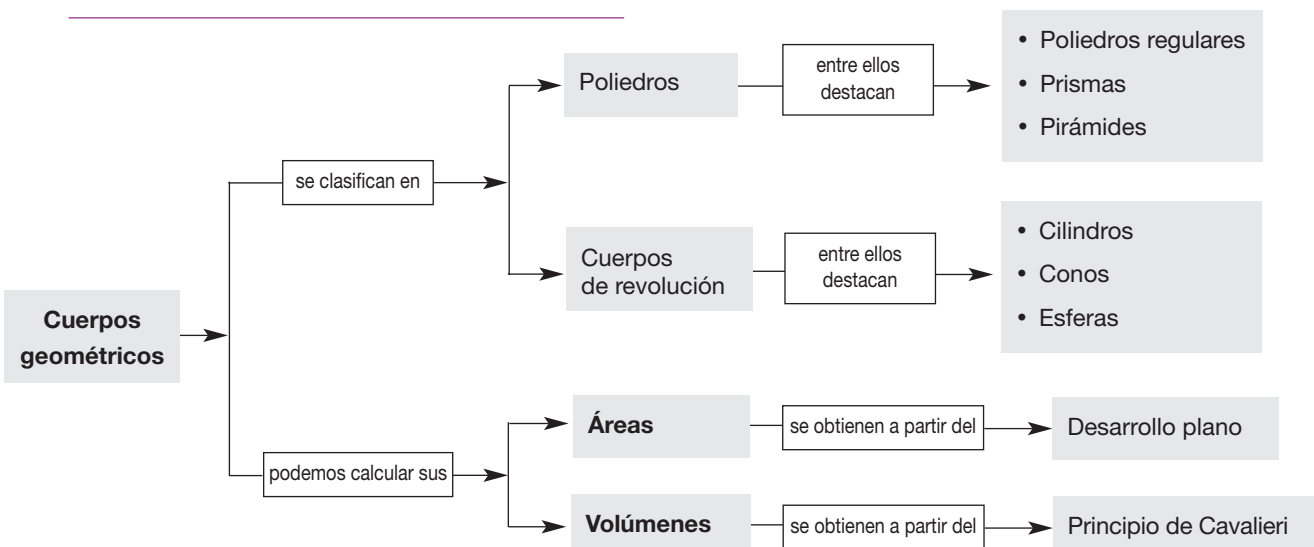 Cuerpos
geométricos
se clasifican en
Poliedros
entre ellos
destacan
• Poliedros regulares
• Prismas
• Pirámides
Cuerpos
de revolución
entre ellos
destacan
• Cilindros
• Conos
• Esferas
podemos calcular sus
Áreas
se obtienen a partir del
Desarrollo plano
Volúmenes
se obtienen a partir del
Principio de Cavalieri